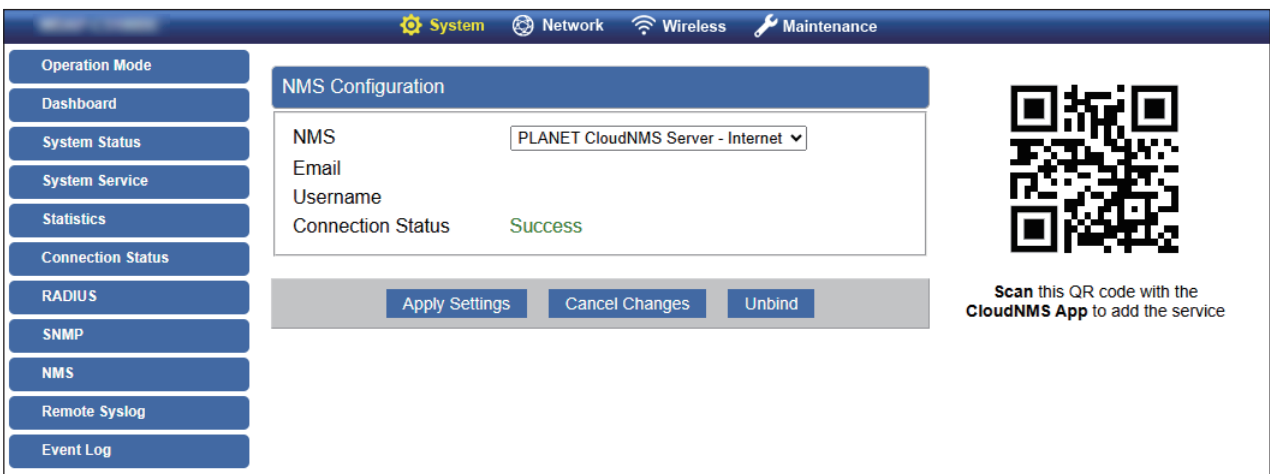 System Network Wireless Maintenance
Operation Mode
Dashboard
System Status
System Service
Statistics
Connection Status
RADIUS
SNMP
NMS
Remote Syslog
Event Log
NMS Configuration
NMS PLANET CloudNMS Server - Internet
Email
Username
Connection Status Success
Apply Settings Cancel Changes Unbind
Scan this QR code with the
CloudNMS App to add the service